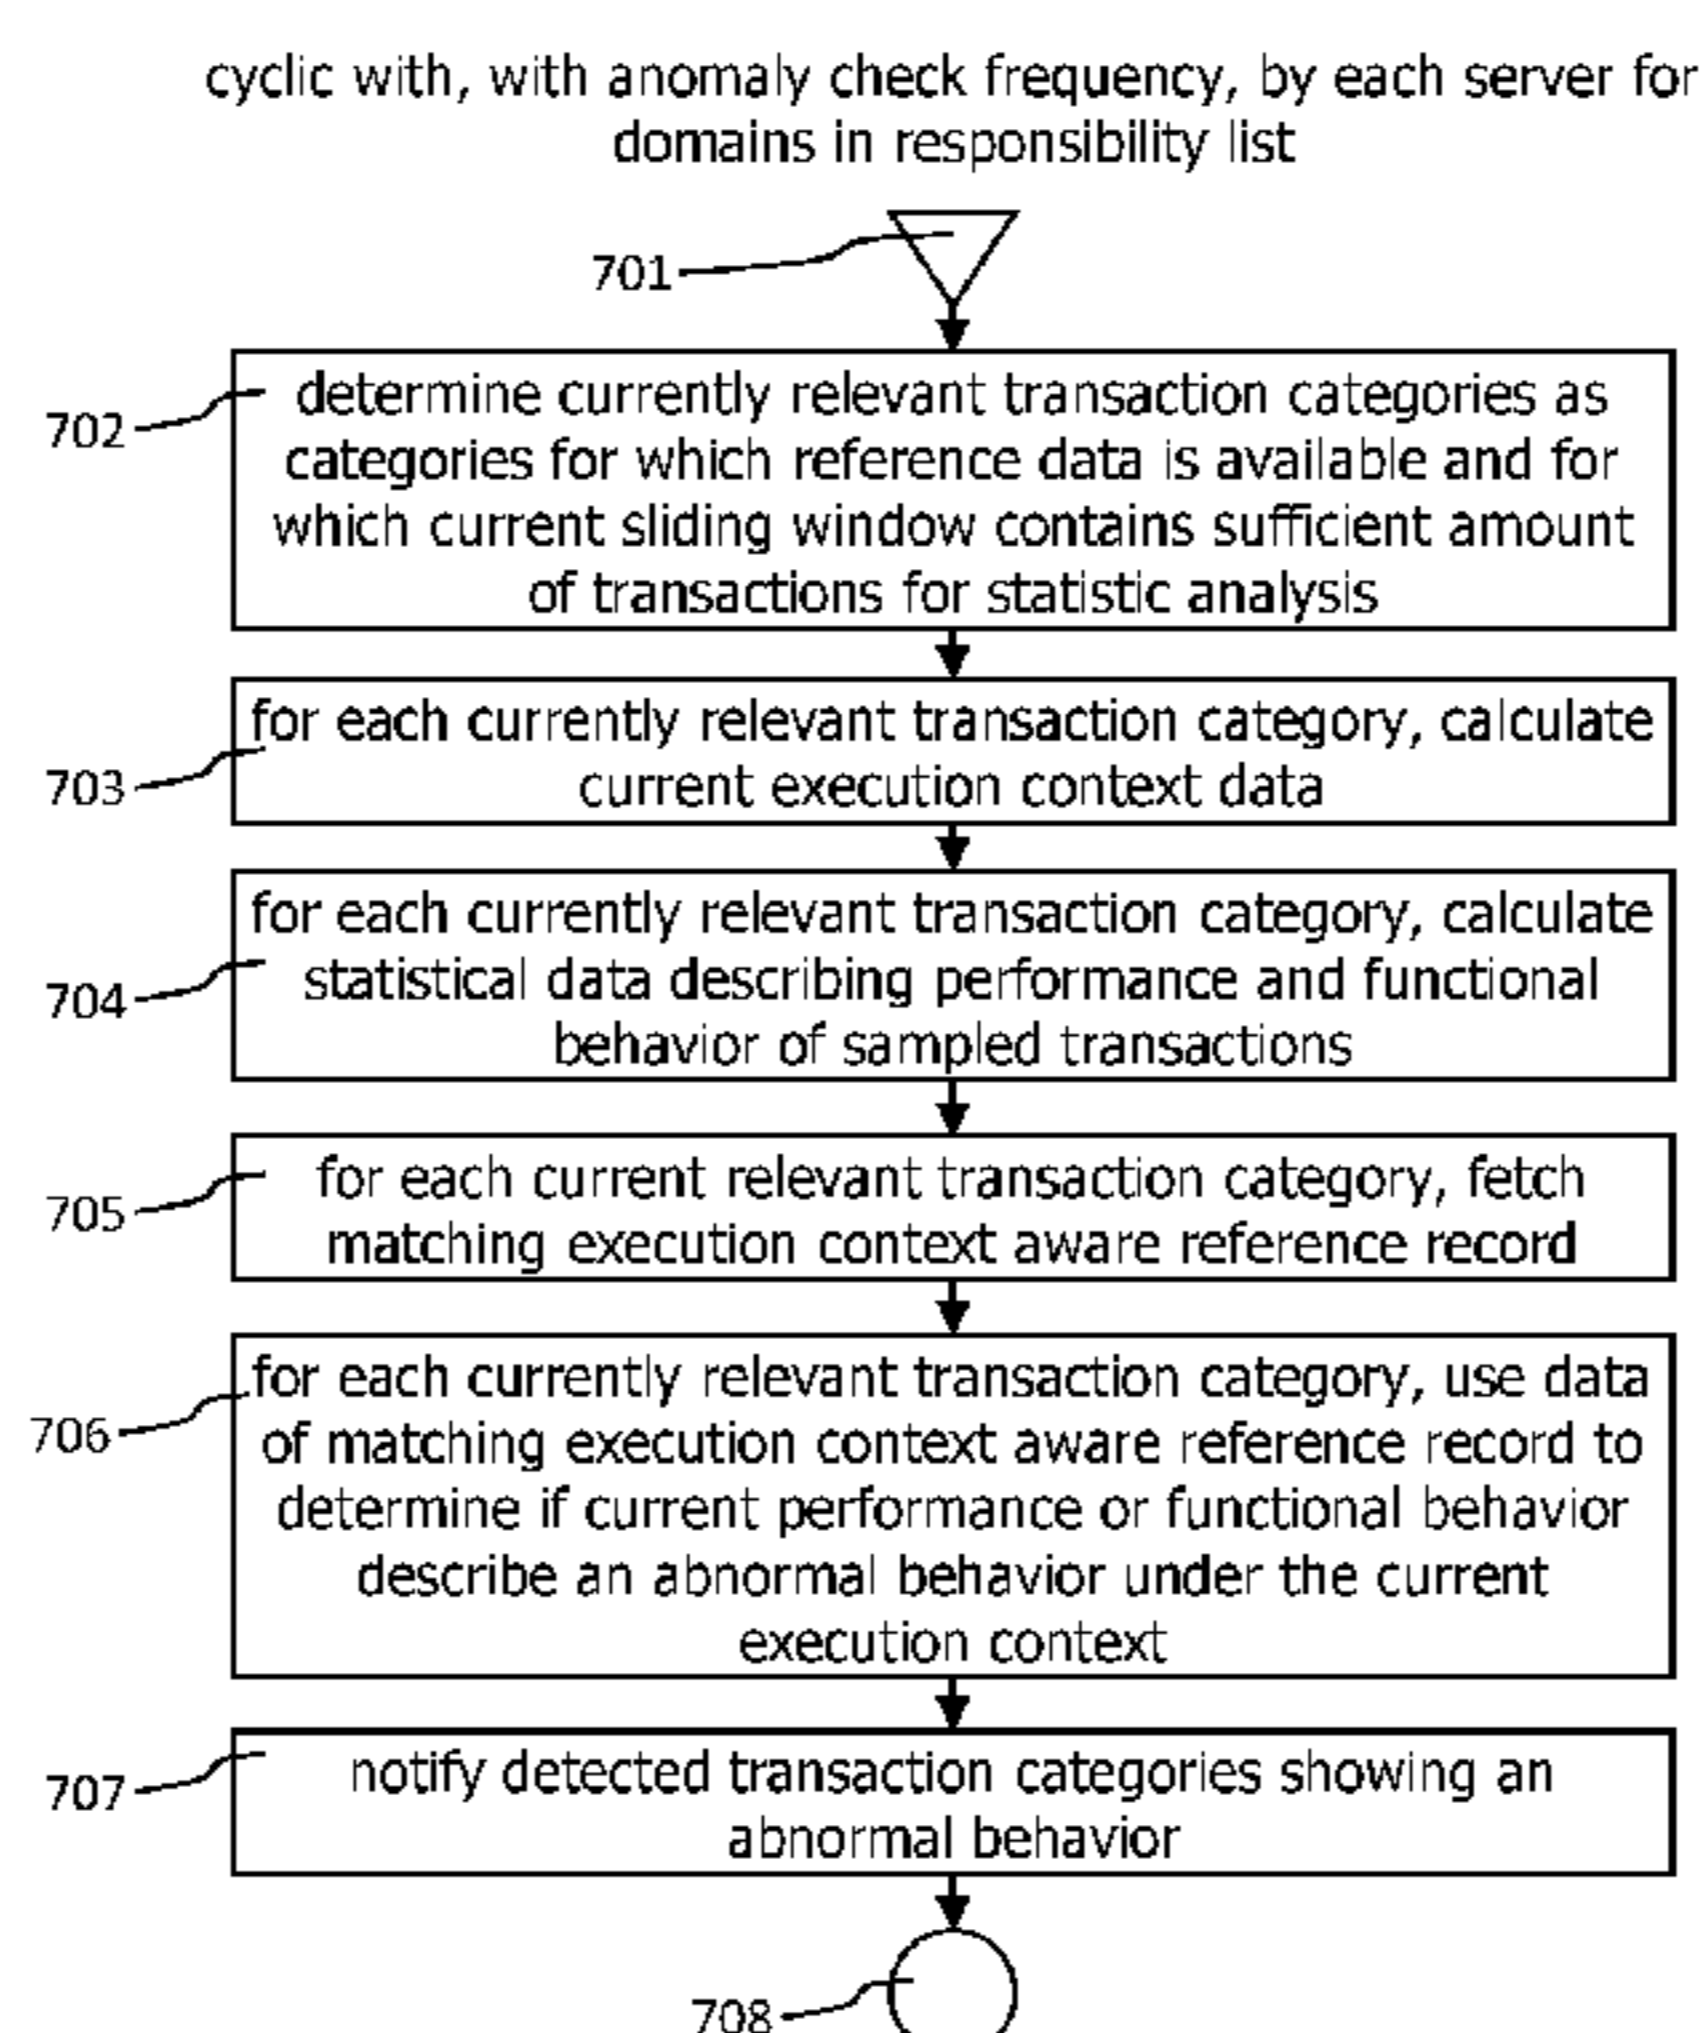 cyclic with, with anomaly check frequency, by each server for
domains in responsibility list
701
702
determine currently relevant transaction categories as
categories for which reference data is available and for
which current sliding window contains sufficient amount
of transactions for statistic analysis
703
for each currently relevant transaction category, calculate
current execution context data
704
for each currently relevant transaction category, calculate
statistical data describing performance and functional
behavior of sampled transactions
705
for each current relevant transaction category, fetch
matching execution context aware reference record
706
for each currently relevant transaction category, use data
of matching execution context aware reference record to
determine if current performance or functional behavior
describe an abnormal behavior under the current
execution context
707
notify detected transaction categories showing an
abnormal behavior
708